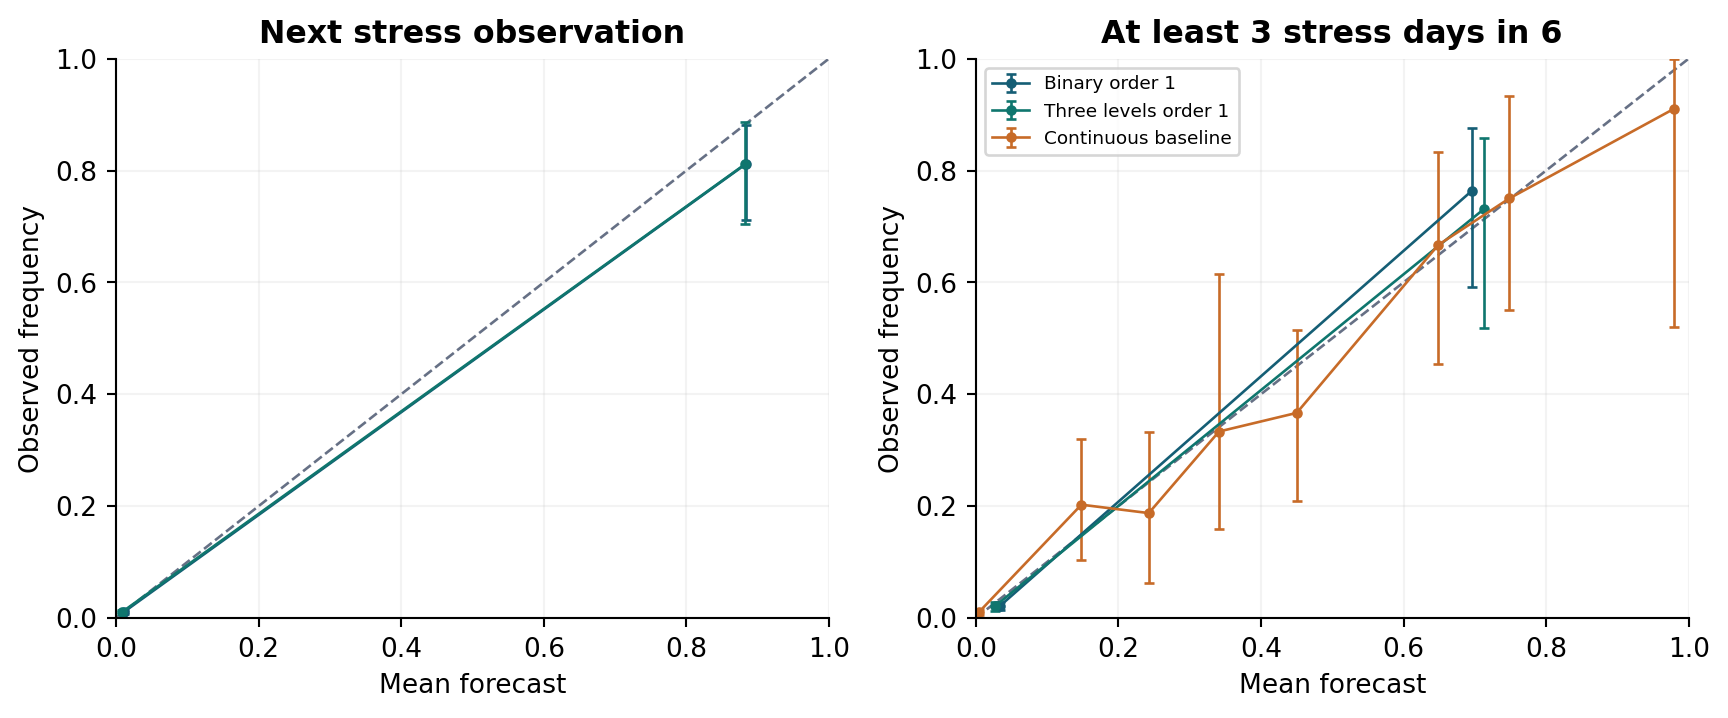 Next stress observation
1.0
0.8
0.6
0.4
0.2
0.0
0.0 0.2 0.4 0.6 0.8 1.0
Observed frequency
Mean forecast
At least 3 stress days in 6
Binary order 1
Three levels order 1
Continuous baseline
1.0
0.8
0.6
0.4
0.2
0.0
0.0 0.2 0.4 0.6 0.8 1.0
Observed frequency
Mean forecast